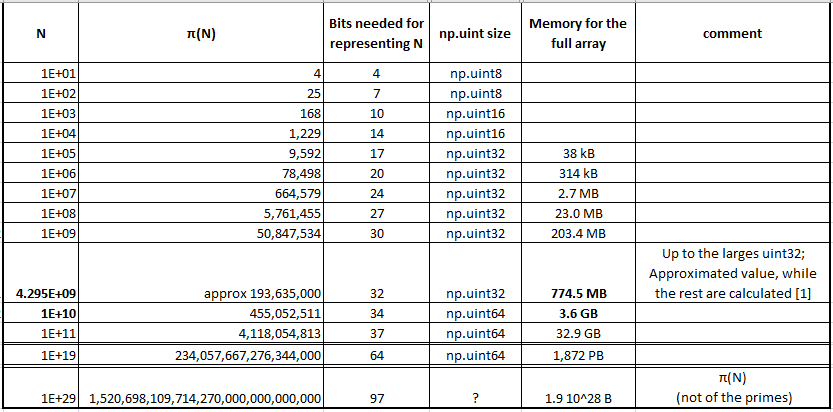 N π(N) Bits needed for representing N np.uint size Memory for the full array comment
1E+01 4 4 np.uint8
1E+02 25 7 np.uint8
1E+03 168 10 np.uint16
1E+04 1,229 14 np.uint16
1E+05 9,592 17 np.uint32 38 kB
1E+06 78,498 20 np.uint32 314 kB
1E+07 664,579 24 np.uint32 2.7 MB
1E+08 5,761,455 27 np.uint32 23.0 MB
1E+09 50,847,534 30 np.uint32 203.4 MB
Up to the larges uint32;
Approximated value, while
4.295E+09 approx 193,635,000 32 np.uint32 774.5 MB the rest are calculated [1]
1E+10 455,052,511 34 np.uint64 3.6 GB
1E+11 4,118,054,813 37 np.uint64 32.9 GB
1E+19 234,057,667,276,344,000 64 np.uint64 1,872 PB
π(N)
1E+29 1,520,698,109,714,270,000,000,000,000 97 ? 1.9 10^28 B (not of the primes)